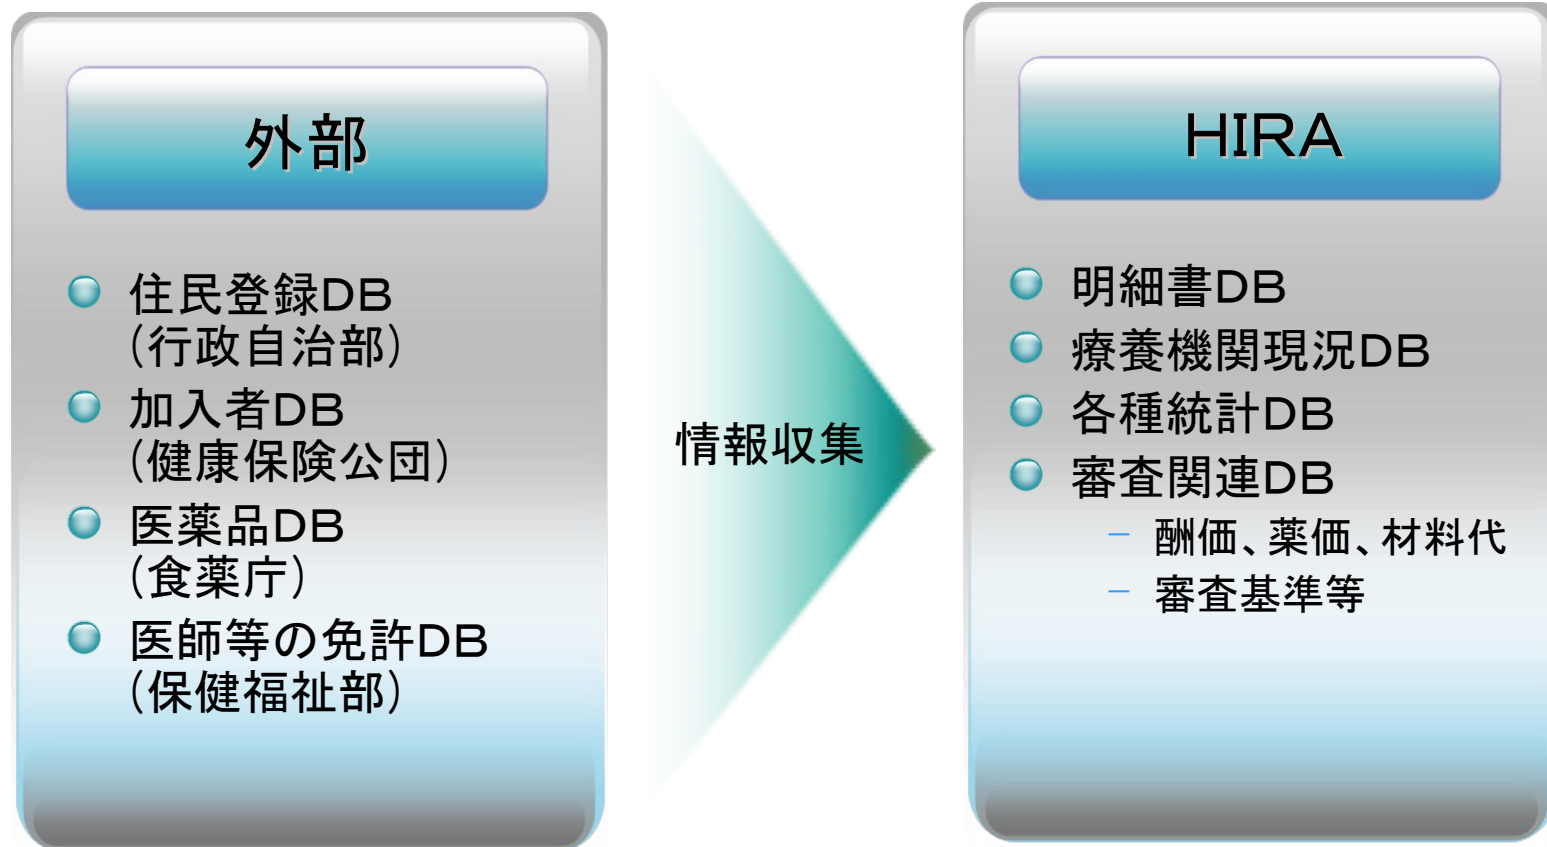 外部
住民登録DB
(行政自治部)
加入者DB
(健康保険公団)
医薬品DB
(食薬庁)
医師等の免許DB
(保健福祉部)
情報収集
HIRA
明細書DB
療養機関現況DB
各種統計DB
審査関連DB
– 酬価、薬価、材料代
– 審査基準等